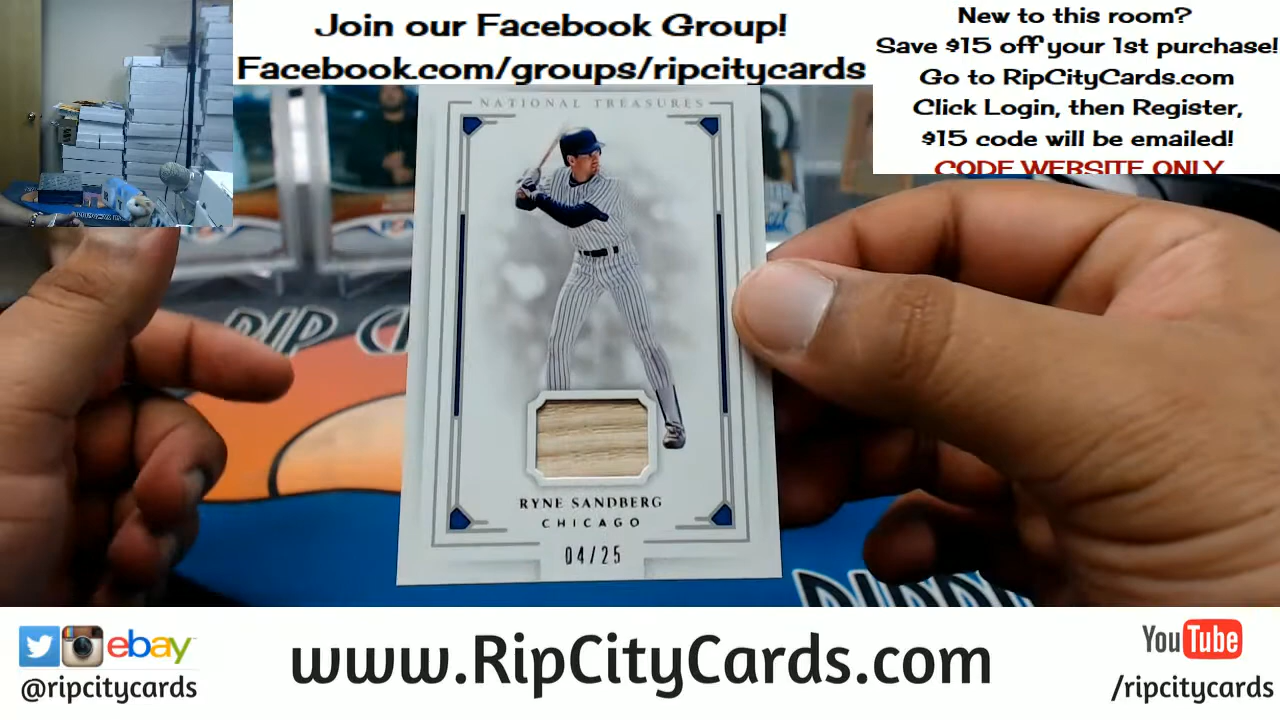 Join our Facebook Group!
Facebook.com/groups/ripcitycards
New to this room?
Save $15 off your 1st purchase!
Go to RipCityCards.com
Click Login, then Register,
$15 code will be emailed!
CODE WEBSITE ONLY
NATIONAL TREASURES
RIP
RYNE SANDBERG
CHICAGO
04/25
ebay
@ripcitycards
www.RipCityCards.com
YouTube
/ripcitycards